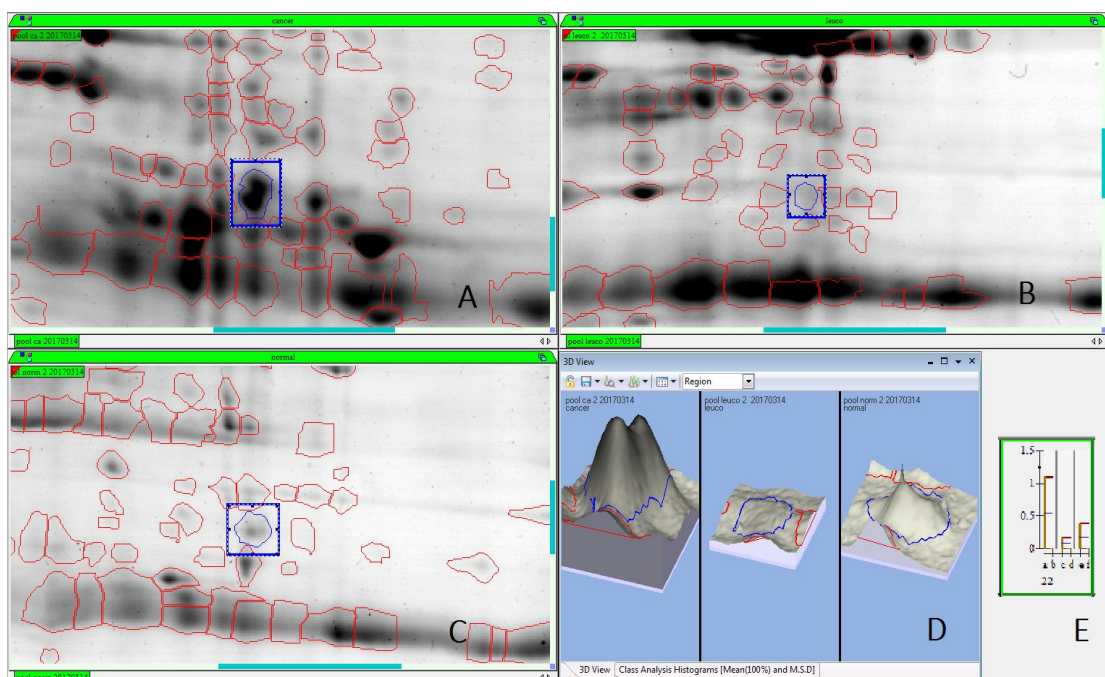 cancer
pool ca 2 20170314
A
pool ca 20170314
leuco
pol leuco 2 20170314
B
pool leuco 20170314
normal
ol norm 2 20170314
C
3D View
Region
pool ca 2 20170314
cancer
pool leuco 2 20170314
leuco
pool norm 2 20170314
normal
D
3D View
Class Analysis Histograms [Mean(100%) and M.S.D]
1.5
1
0.5
0
a b c d e f
22
E